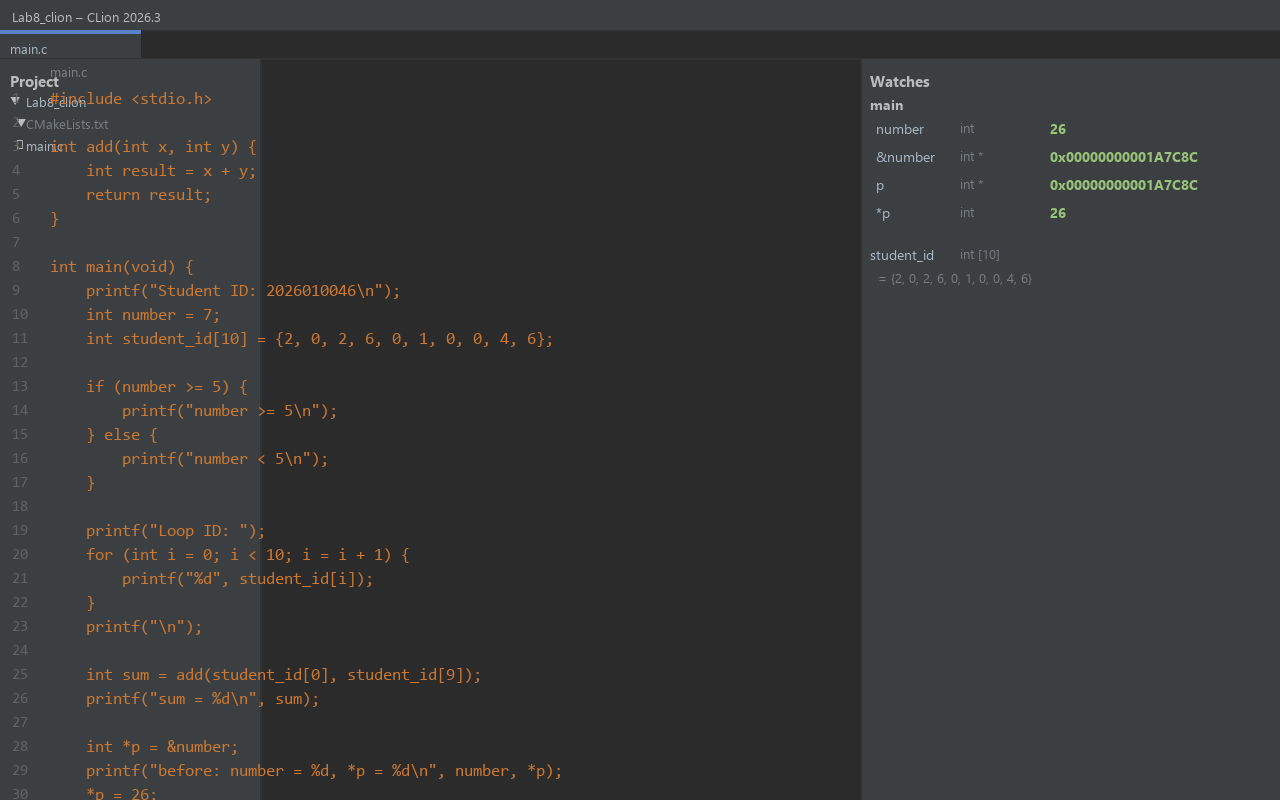 Lab8_clion – CLion 2026.3
main.c
Project
Lab8_clion
CMakeLists.txt
main.c
main.c
1 #include <stdio.h>
2
3 int add(int x, int y) {
4     int result = x + y;
5     return result;
6 }
7
8 int main(void) {
9     printf("Student ID: 2026010046\n");
10     int number = 7;
11     int student_id[10] = {2, 0, 2, 6, 0, 1, 0, 0, 4, 6};
12
13     if (number >= 5) {
14         printf("number >= 5\n");
15     } else {
16         printf("number < 5\n");
17     }
18
19     printf("Loop ID: ");
20     for (int i = 0; i < 10; i = i + 1) {
21         printf("%d", student_id[i]);
22     }
23     printf("\n");
24
25     int sum = add(student_id[0], student_id[9]);
26     printf("sum = %d\n", sum);
27
28     int *p = &number;
29     printf("before: number = %d, *p = %d\n", number, *p);
30     *p = 26;
Watches
main
number int 26
&number int * 0x00000000001A7C8C
p int * 0x00000000001A7C8C
*p int 26
student_id int [10]
= {2, 0, 2, 6, 0, 1, 0, 0, 4, 6}